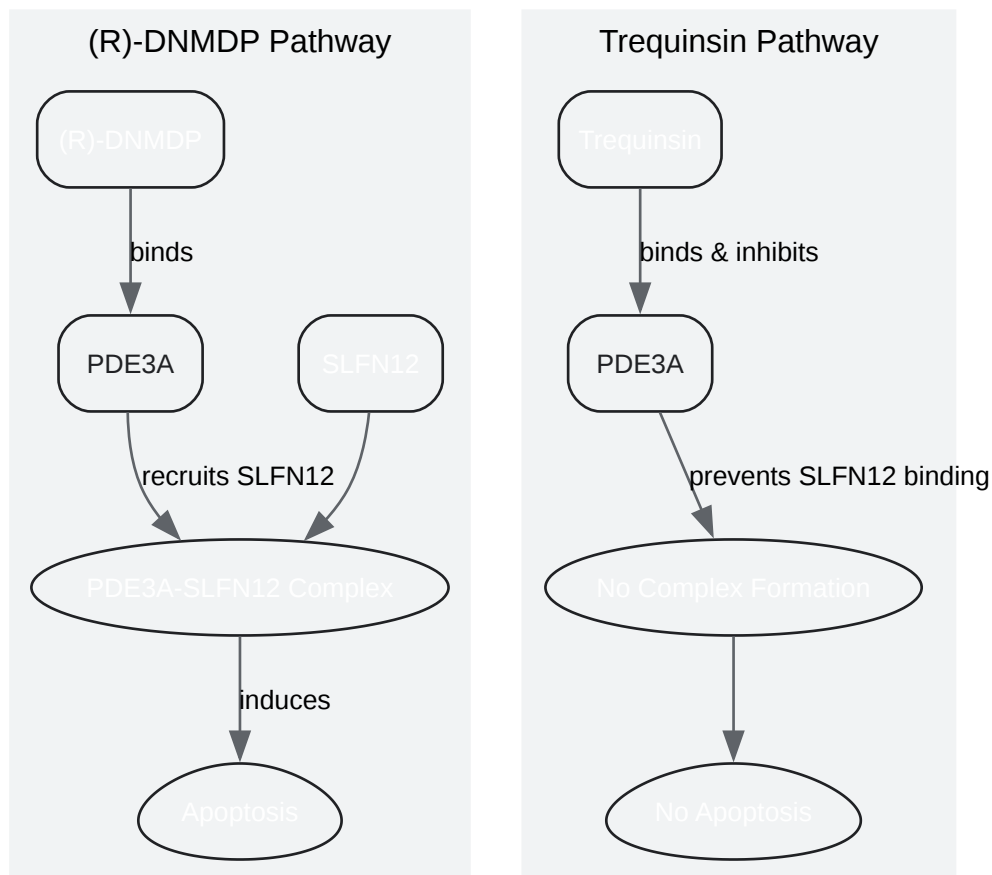 (R)-DNMDP Pathway
(R)-DNMDP
binds
PDE3A
SLFN12
recruits SLFN12
PDE3A-SLFN12 Complex
induces
Apoptosis
Trequinsin Pathway
Trequinsin
binds & inhibits
PDE3A
prevents SLFN12 binding
No Complex Formation
No Apoptosis